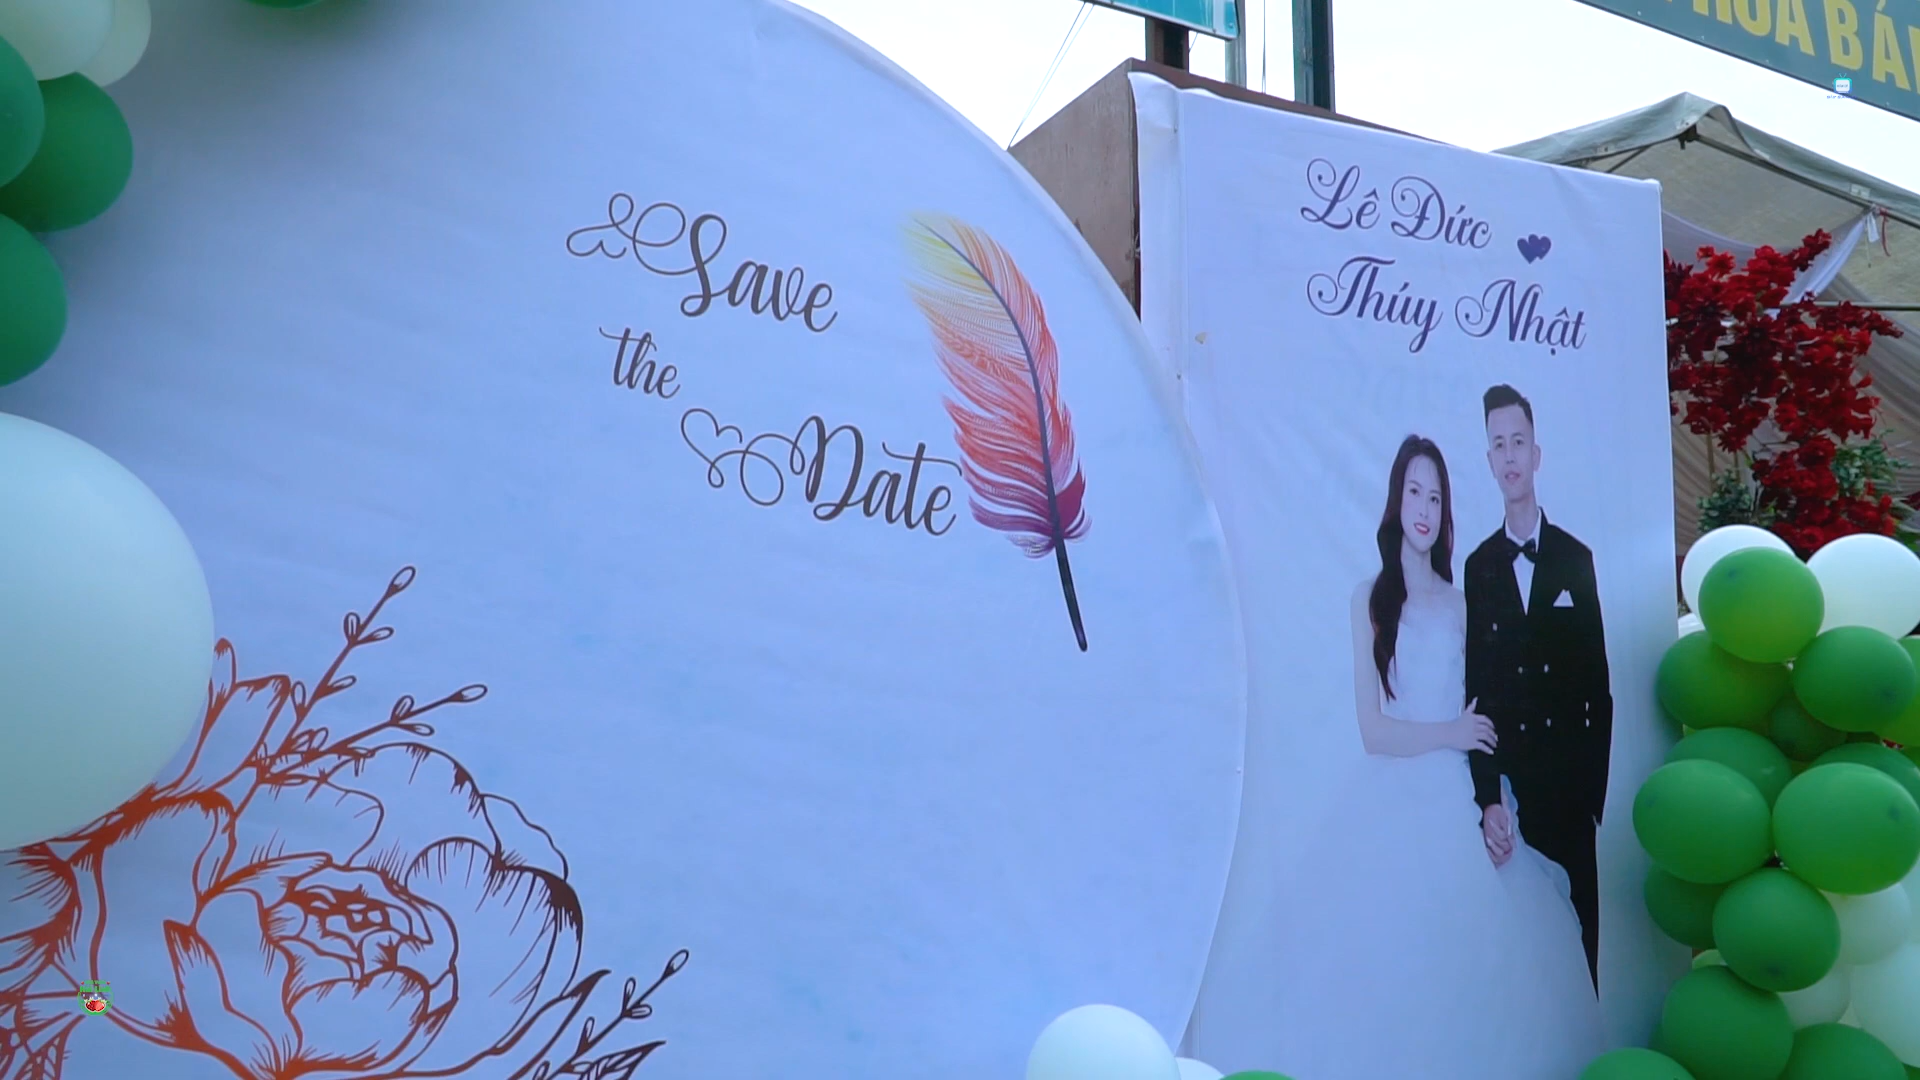 Save
the
Date
Lê Đức
Thúy Nhật